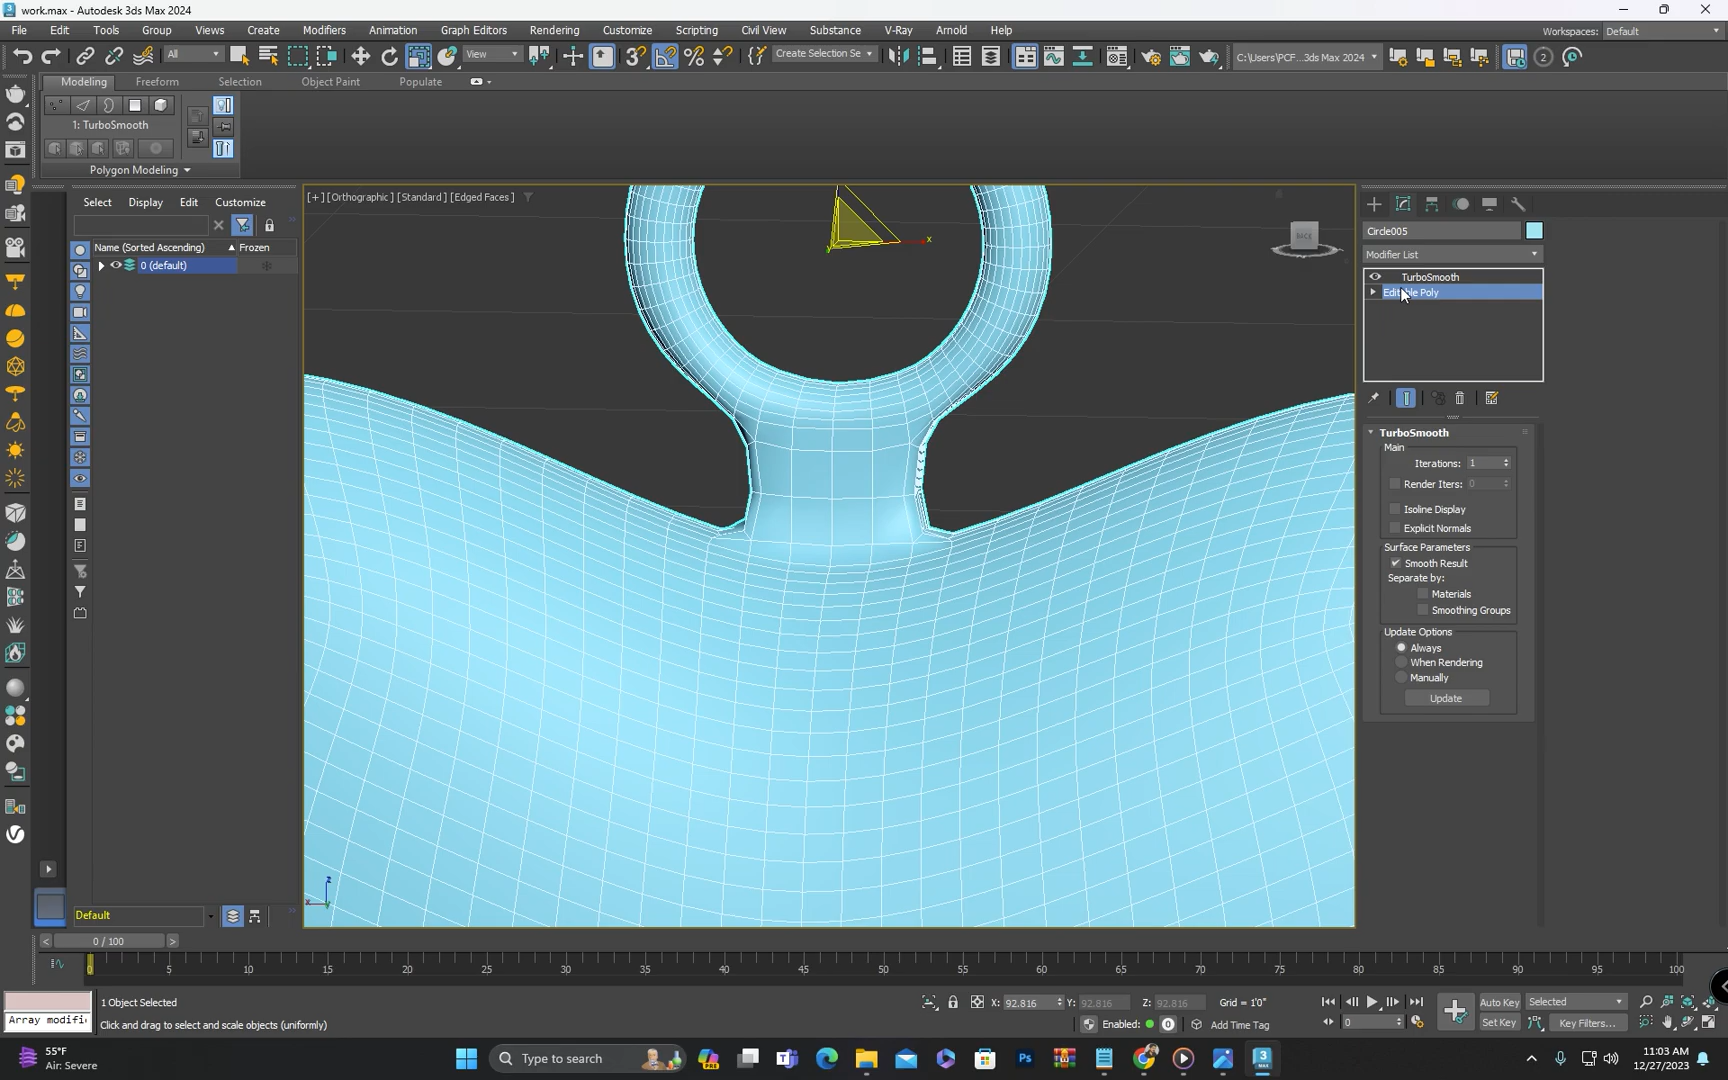 work.max - Autodesk 3ds Max 2024
File Edit Tools Group Views Create Modifiers Animation Graph Editors Rendering Customize Scripting Civil View Substance V-Ray Arnold Help
Workspaces: Default
All View Create Selection Se C:\Users\PCF...3ds Max 2024 2
Modeling Freeform Selection Object Paint Populate
1: TurboSmooth
Polygon Modeling
Select Display Edit Customize
Name (Sorted Ascending) Frozen
0 (default)
[+] [Orthographic] [Standard] [Edged Faces]
x
y
Circle005
Modifier List
TurboSmooth
Editable Poly
TurboSmooth
Main
Iterations: 1
Render Iters: 0
Isoline Display
Explicit Normals
Surface Parameters
Smooth Result
Separate by:
Materials
Smoothing Groups
Update Options
Always
When Rendering
Manually
Update
z
x
y
Default
0 / 100
0 5 10 15 20 25 30 35 40 45 50 55 60 65 70 75 80 85 90 95 100
1 Object Selected
X: 92.816 Y: 92.816 Z: 92.816 Grid = 1'0"
Auto Key Selected
Array modifi
Click and drag to select and scale objects (uniformly)
Enabled: 0 Add Time Tag
0
Set Key Key Filters...
55°F
Air: Severe
Type to search
11:03 AM
12/27/2023